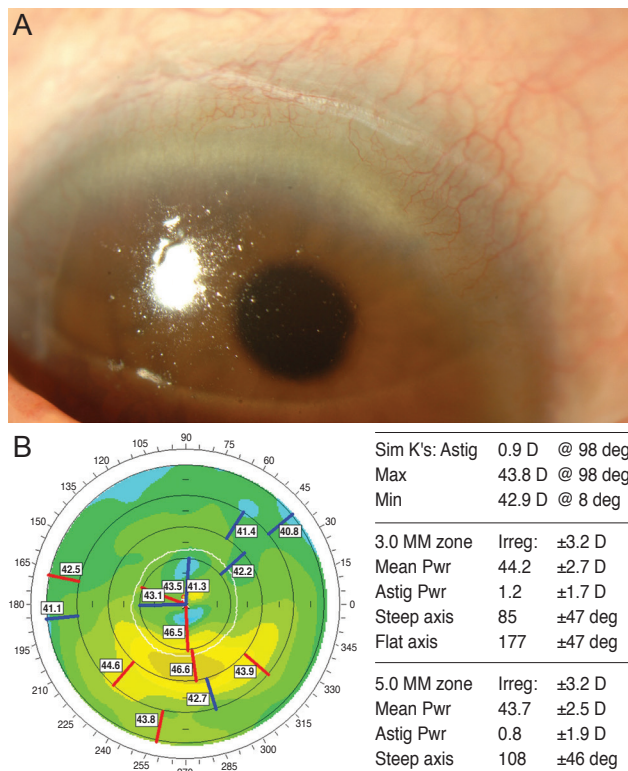 A
B
105 90 75
120 60
135 45
150 30
165 15
180 0
195 345
210 330
225 315
240 300
255 270 285
41.4
40.8
42.5
42.2
43.5 41.3
43.1
41.1
46.5
44.6
46.6
43.9
42.7
43.8
Sim K's: Astig 0.9 D @ 98 deg
Max 43.8 D @ 98 deg
Min 42.9 D @ 8 deg
3.0 MM zone Irreg: ±3.2 D
Mean Pwr 44.2 ±2.7 D
Astig Pwr 1.2 ±1.7 D
Steep axis 85 ±47 deg
Flat axis 177 ±47 deg
5.0 MM zone Irreg: ±3.2 D
Mean Pwr 43.7 ±2.5 D
Astig Pwr 0.8 ±1.9 D
Steep axis 108 ±46 deg